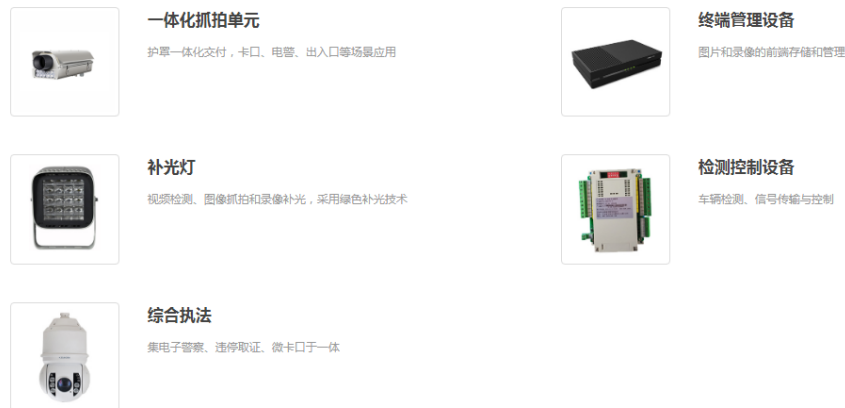 一体化抓拍单元
护罩一体化交付，卡口、电警、出入口等场景应用
终端管理设备
图片和录像的前端存储和管理
补光灯
视频检测、图像抓拍和录像补光，采用绿色补光技术
检测控制设备
车辆检测、信号传输与控制
综合执法
集电子警察、违停取证、微卡口于一体